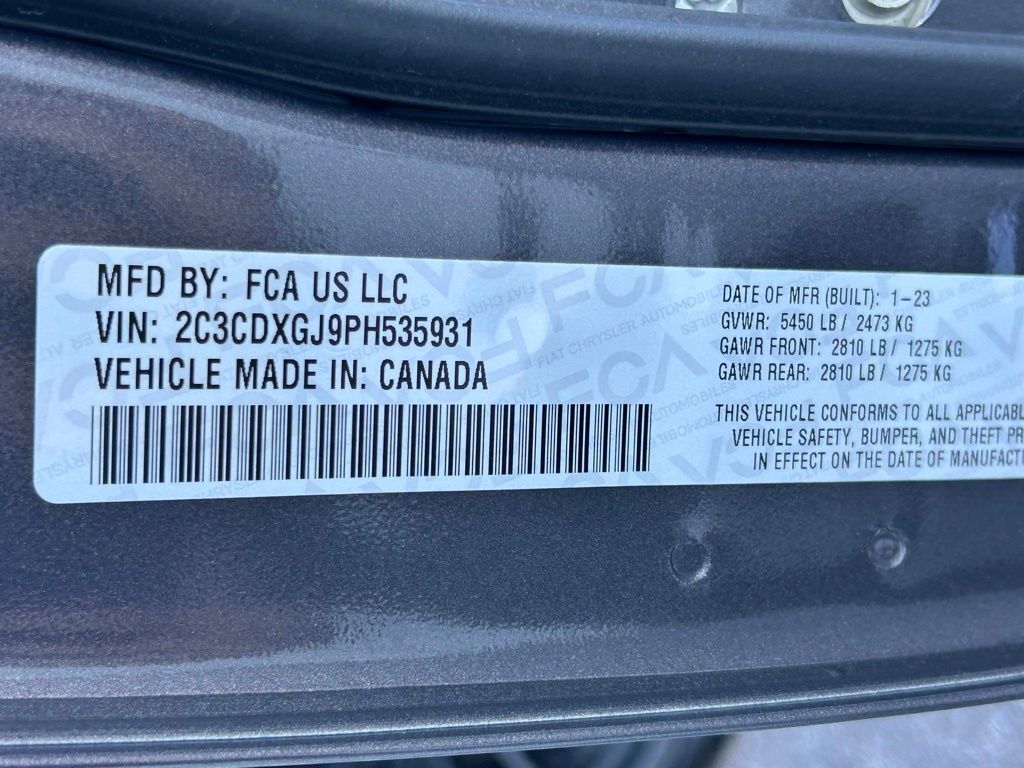 MFD BY: FCA US LLC
VIN: 2C3CDXGJ9PH535931
VEHICLE MADE IN: CANADA
DATE OF MFR (BUILT): 1-23
GVWR: 5450 LB / 2473 KG
GAWR FRONT: 2810 LB / 1275 KG
GAWR REAR: 2810 LB / 1275 KG
THIS VEHICLE CONFORMS TO ALL
VEHICLE SAFETY, BUMPER, AND THEFT
IN EFFECT ON THE DATE OF